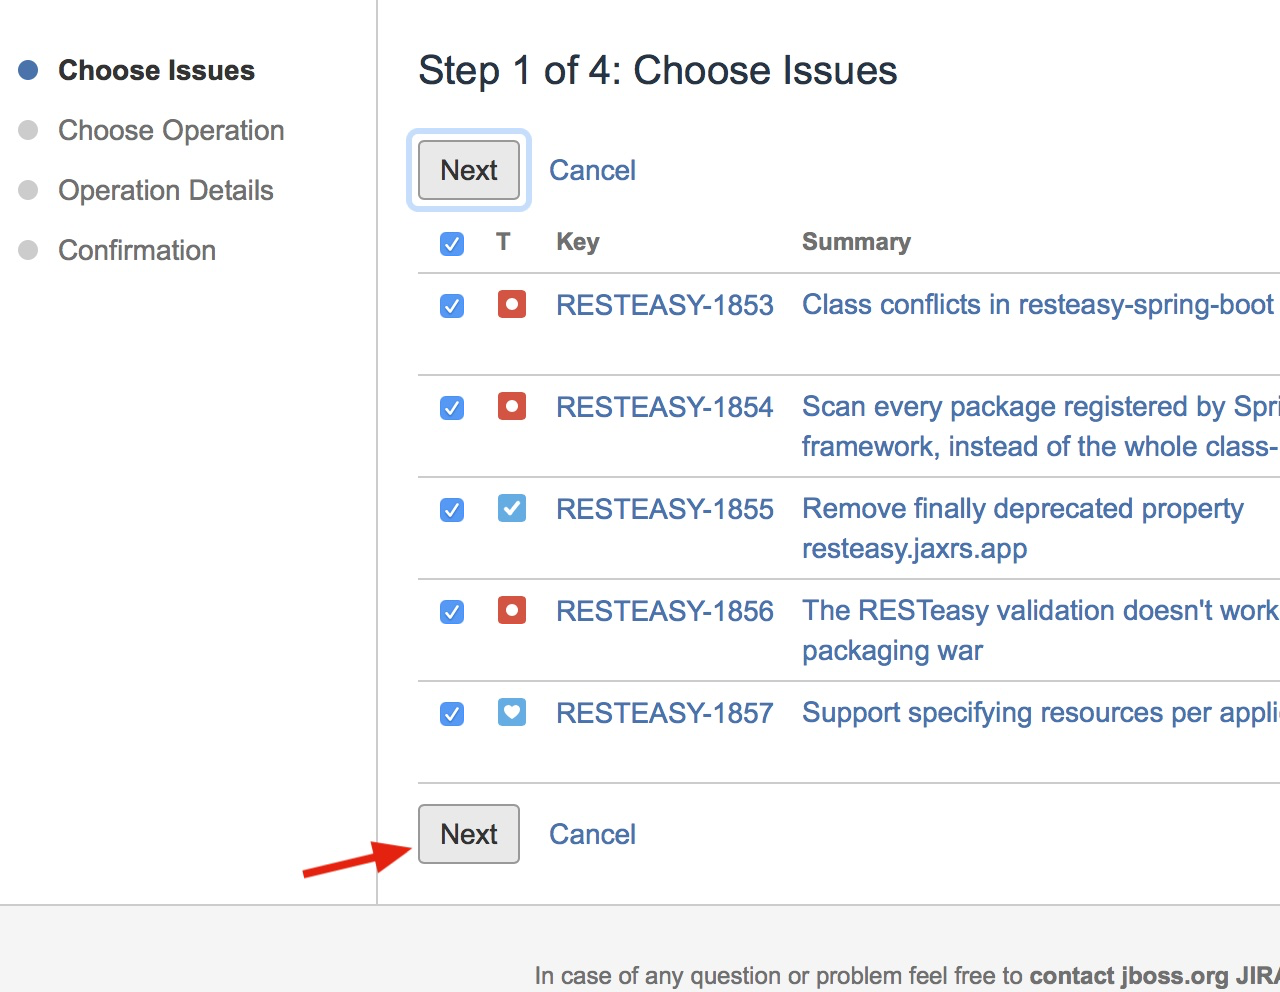 Choose Issues
Choose Operation
Operation Details
Confirmation
Step 1 of 4: Choose Issues
Next Cancel
T Key Summary
RESTEASY-1853 Class conflicts in resteasy-spring-boot
RESTEASY-1854 Scan every package registered by Spri
framework, instead of the whole class-
RESTEASY-1855 Remove finally deprecated property
resteasy.jaxrs.app
RESTEASY-1856 The RESTeasy validation doesn't work
packaging war
RESTEASY-1857 Support specifying resources per appli
Next Cancel
In case of any question or problem feel free to contact jboss.org JIRA